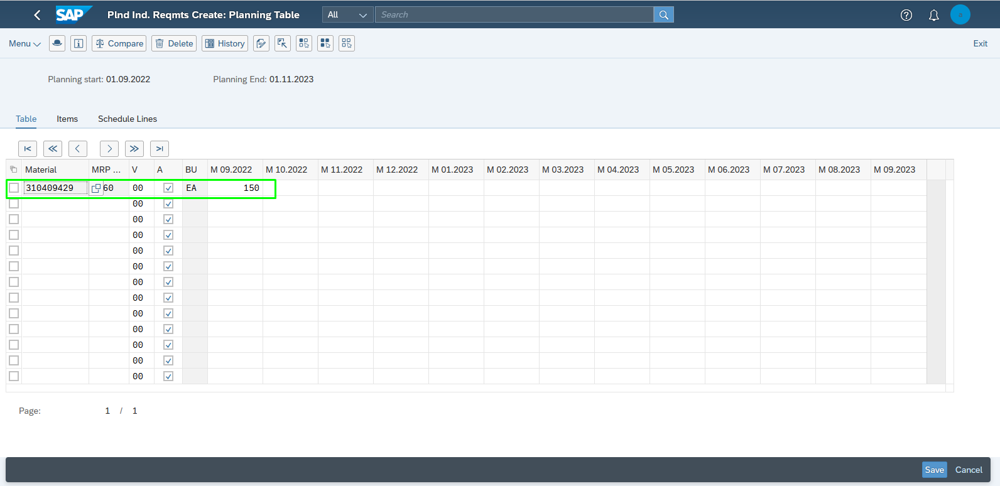 SAP Plnd Ind. Reqmts Create: Planning Table All Search
Menu Compare Delete History Exit
Planning start: 01.09.2022 Planning End: 01.11.2023
Table Items Schedule Lines
Material MRP ... V A BU M 09.2022 M 10.2022 M 11.2022 M 12.2022 M 01.2023 M 02.2023 M 03.2023 M 04.2023 M 05.2023 M 06.2023 M 07.2023 M 08.2023 M 09.2023
310409429 60 00 EA 150
00
00
00
00
00
00
00
00
00
00
00
00
Page: 1 / 1
Save Cancel